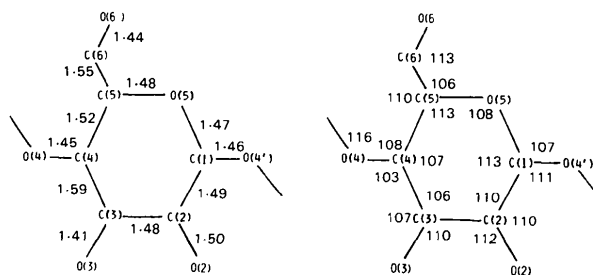 O(6) O(6
1·44
C(6) C(6) 113
1·55 1·48 106
C(5) O(5) 110 C(5) O(5)
113 108
1·52 1·47
1·45 1·46 116 108 107
O(4) C(4) C(1) O(4') O(4) C(4) 107 113 C(1) O(4')
103 111
1·59 1·49 106 110
C(3) C(2) 107 C(3) C(2) 110
1·41 1·48 1·50 110 112
O(3) O(2) O(3) O(2)